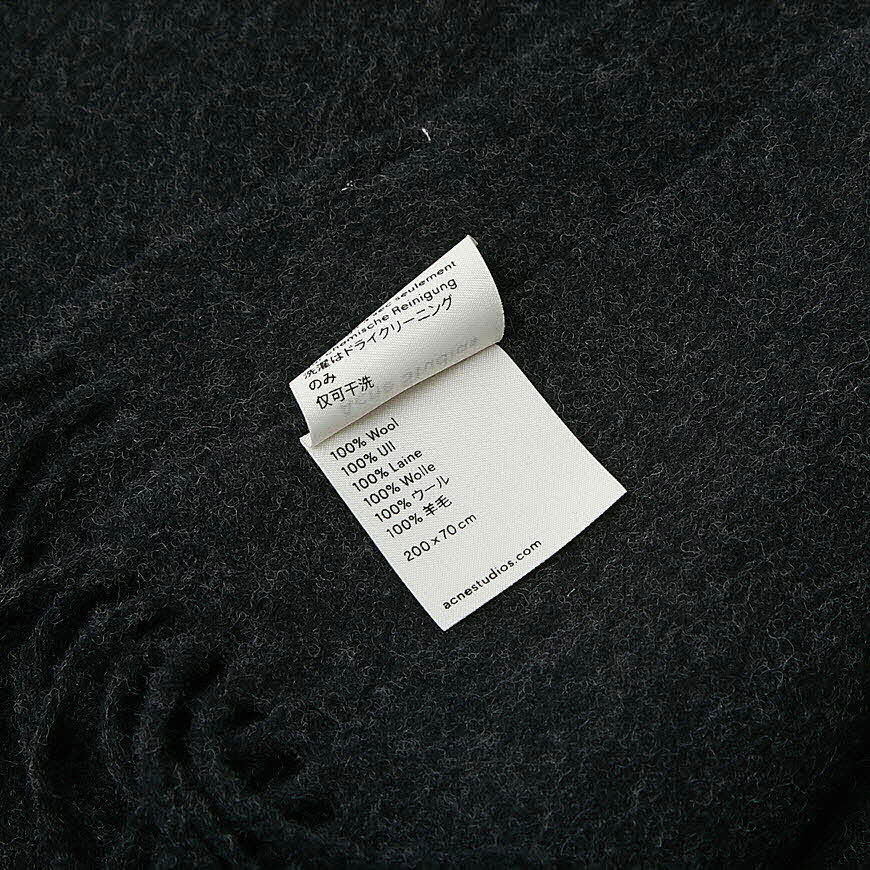 seulement
Reinigung
洗濯はドライクリーニング
のみ
仅可干洗
100% Wool
100% Ull
100% Laine
100% Wolle
100% ウール
100% 羊毛
200 x 70 cm
acnestudios.com